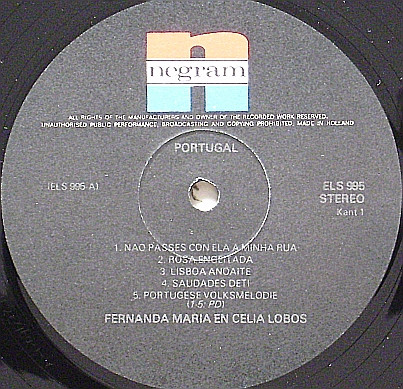 negram
ALL RIGHTS OF THE MANUFACTURERS AND OWNER OF THE RECORDED WORK RESERVED.
UNAUTHORISED PUBLIC PERFORMANCE, BROADCASTING AND COPYING PROHIBITED. MADE IN HOLLAND
PORTUGAL
(ELS 995 A)
ELS 995
STEREO
Kant 1
1. NAO PASSES CON ELA A MINHA RUA
2. ROSA ENGEITADA
3. LISBOA ANOAITE
4. SAUDADES DETI
5. PORTUGESE VOLKSMELODIE
(1-5: PD)
FERNANDA MARIA EN CELIA LOBOS